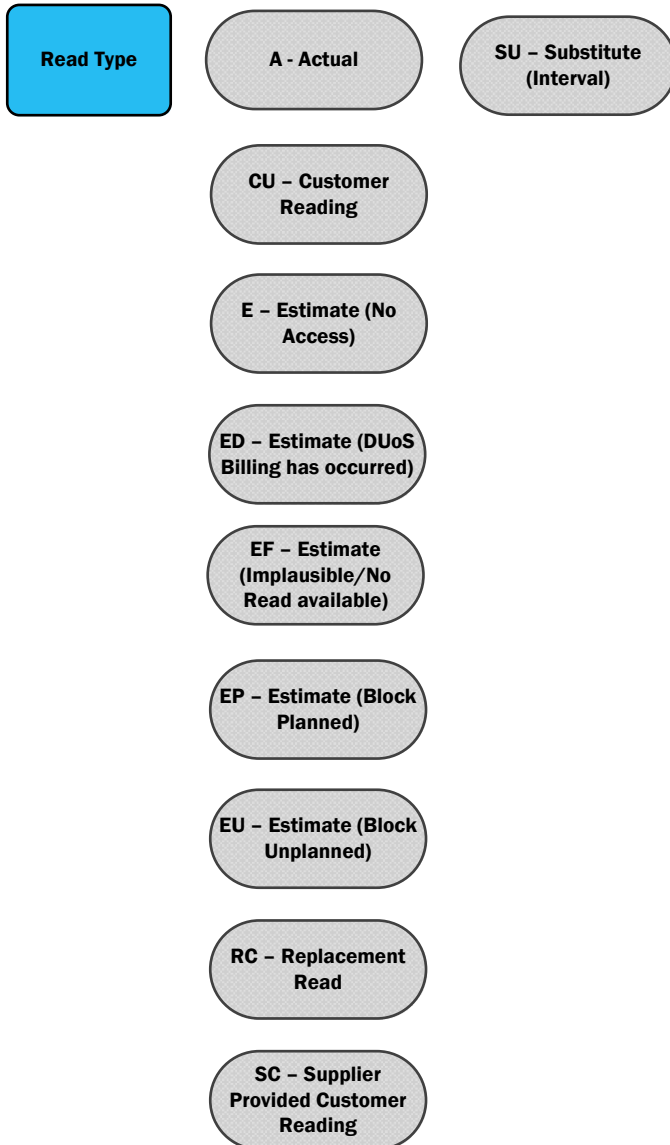 Read Type
A - Actual
SU – Substitute
(Interval)
CU – Customer
Reading
E – Estimate (No
Access)
ED – Estimate (DUoS
Billing has occurred)
EF – Estimate
(Implausible/No
Read available)
EP – Estimate (Block
Planned)
EU – Estimate (Block
Unplanned)
RC – Replacement
Read
SC – Supplier
Provided Customer
Reading